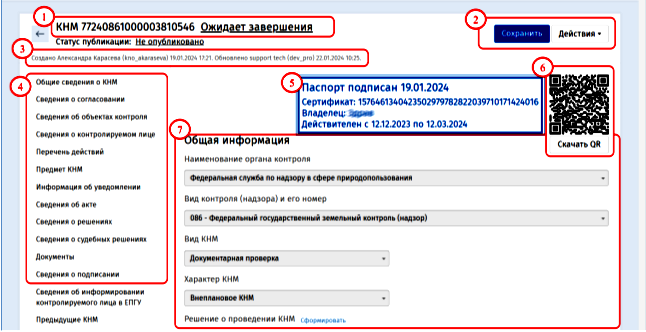 1
КНМ 77240861000003810546 Ожидает завершения
Статус публикации: Не опубликовано
2
Сохранить
Действия
3
Создано Александра Карасева (kno_akaraseva) 19.01.2024 17:21. Обновлено support tech (dev_pro) 22.01.2024 10:25.
4
Общие сведения о КНМ
Сведения о согласовании
Сведения об объектах контроля
Сведения о контролируемом лице
Перечень действий
Предмет КНМ
Информация об уведомлении
Сведения об акте
Сведения о решениях
Сведения о судебных решениях
Документы
Сведения о подписании
Сведения об информировании
контролируемого лица в ЕПГУ
Предыдущие КНМ
5
Паспорт подписан 19.01.2024
Сертификат: 1576461340423502979782822039710171424016
Владелец:
Действителен с 12.12.2023 по 12.03.2024
6
Скачать QR
7
Общая информация
Наименование органа контроля
Федеральная служба по надзору в сфере природопользования
Вид контроля (надзора) и его номер
086 - Федеральный государственный земельный контроль (надзор)
Вид КНМ
Документарная проверка
Характер КНМ
Внеплановое КНМ
Решение о проведении КНМ Сформировать